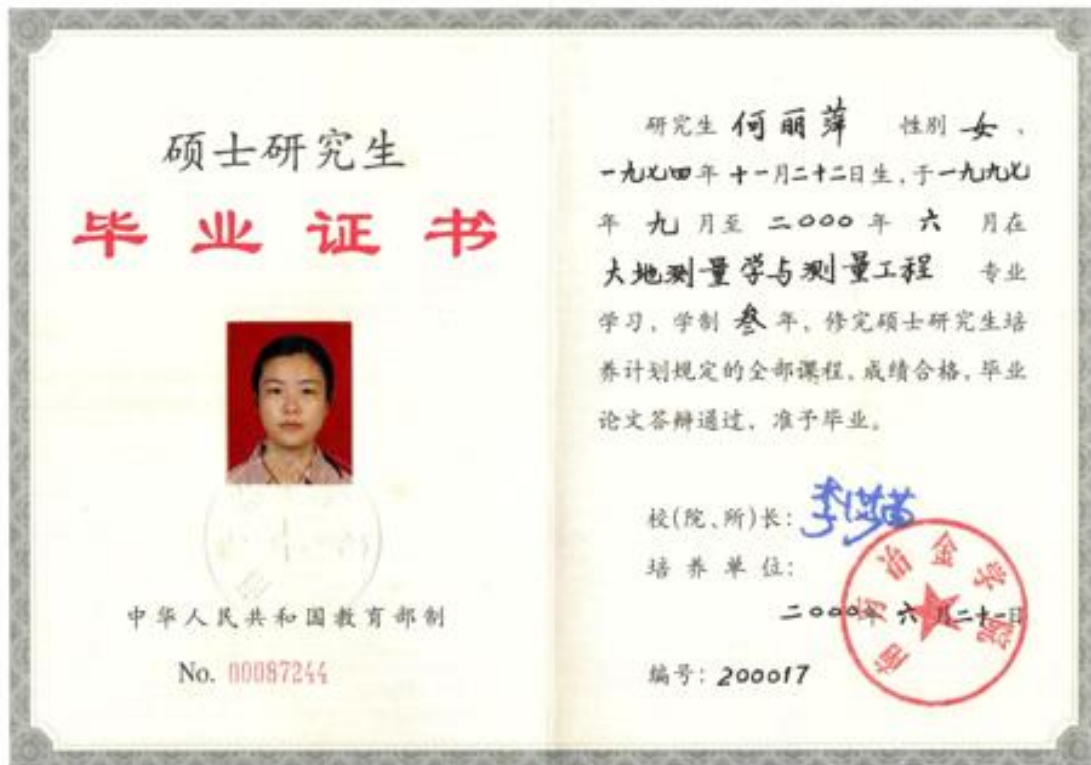 硕士研究生
毕业证书
中华人民共和国教育部制
No. 00087244
研究生 何丽萍 性别 女 、
一九七四年 十一月二十二日生,于一九九七
年 九 月至 二000 年 六 月在
大地测量学与测量工程 专业
学习,学制 叁 年,修完硕士研究生培
养计划规定的全部课程,成绩合格,毕业
论文答辩通过,准予毕业。
校(院、所)长:
培养单位:
南方冶金学院
二000年 六 月二十一日
编号: 200017